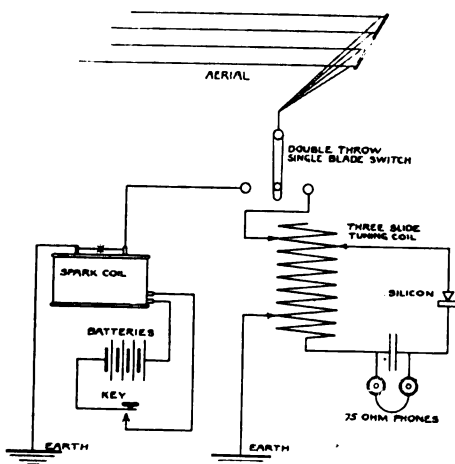 AERIAL
DOUBLE THROW
SINGLE BLADE SWITCH
THREE SLIDE
TUNING COIL
SPARK COIL
SILICON
BATTERIES
KEY
75 OHM PHONES
EARTH
EARTH